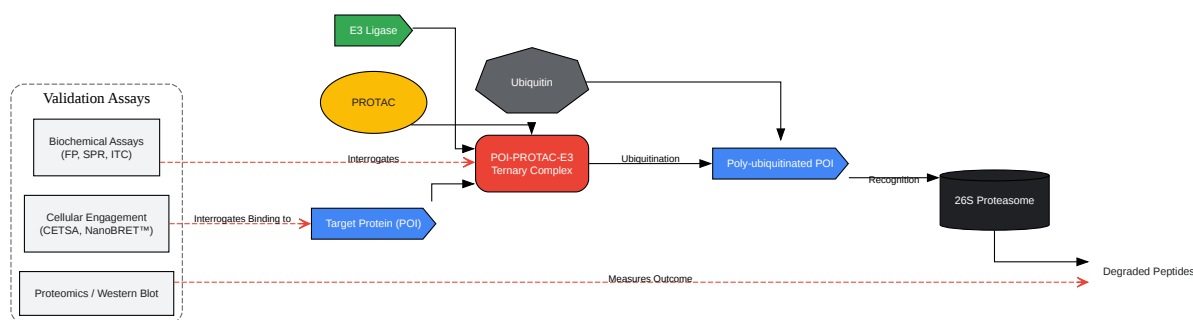 E3 Ligase
Ubiquitin
Validation Assays
PROTAC
Biochemical Assays
(FP, SPR, ITC)
Interrogates
POI-PROTAC-E3
Ternary Complex
Ubiquitination
Poly-ubiquitinated POI
Recognition
26S Proteasome
Cellular Engagement
(CETSA, NanoBRET™)
Interrogates Binding to
Target Protein (POI)
Degraded Peptides
Proteomics / Western Blot
Measures Outcome